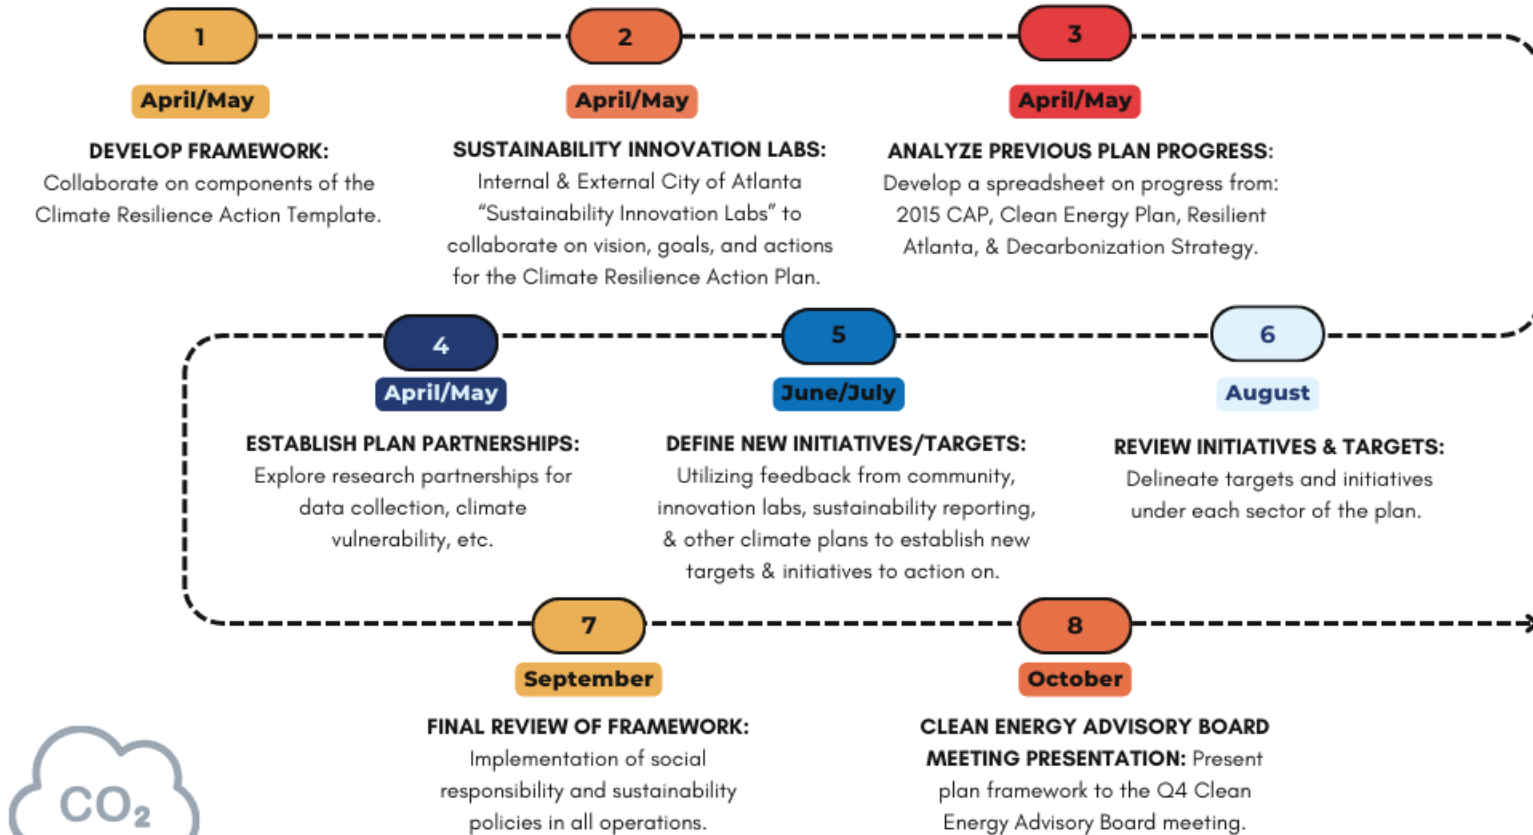 1
April/May
DEVELOP FRAMEWORK:
Collaborate on components of the
Climate Resilience Action Template.
2
April/May
SUSTAINABILITY INNOVATION LABS:
Internal & External City of Atlanta
“Sustainability Innovation Labs” to
collaborate on vision, goals, and actions
for the Climate Resilience Action Plan.
3
April/May
ANALYZE PREVIOUS PLAN PROGRESS:
Develop a spreadsheet on progress from:
2015 CAP, Clean Energy Plan, Resilient
Atlanta, & Decarbonization Strategy.
4
April/May
ESTABLISH PLAN PARTNERSHIPS:
Explore research partnerships for
data collection, climate
vulnerability, etc.
5
June/July
DEFINE NEW INITIATIVES/TARGETS:
Utilizing feedback from community,
innovation labs, sustainability reporting,
& other climate plans to establish new
targets & initiatives to action on.
6
August
REVIEW INITIATIVES & TARGETS:
Delineate targets and initiatives
under each sector of the plan.
7
September
FINAL REVIEW OF FRAMEWORK:
Implementation of social
responsibility and sustainability
policies in all operations.
8
October
CLEAN ENERGY ADVISORY BOARD
MEETING PRESENTATION: Present
plan framework to the Q4 Clean
Energy Advisory Board meeting.
CO₂